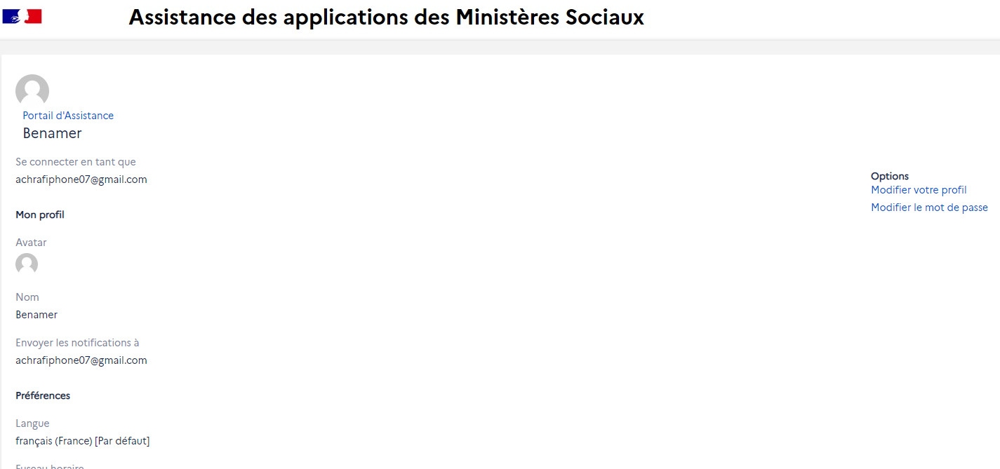 Assistance des applications des Ministères Sociaux
Portail d'Assistance
Benamer
Se connecter en tant que
achrafiphone07@gmail.com
Options
Modifier votre profil
Modifier le mot de passe
Mon profil
Avatar
Nom
Benamer
Envoyer les notifications à
achrafiphone07@gmail.com
Préférences
Langue
français (France) [Par défaut]
Fuseau horaire